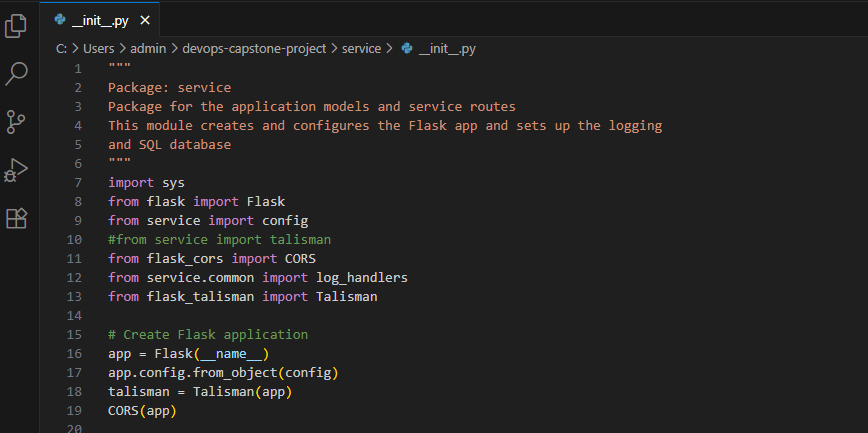 __init__.py
C: > Users > admin > devops-capstone-project > service > __init__.py
1 """
2 Package: service
3 Package for the application models and service routes
4 This module creates and configures the Flask app and sets up the logging
5 and SQL database
6 """
7 import sys
8 from flask import Flask
9 from service import config
10 #from service import talisman
11 from flask_cors import CORS
12 from service.common import log_handlers
13 from flask_talisman import Talisman
14
15 # Create Flask application
16 app = Flask(__name__)
17 app.config.from_object(config)
18 talisman = Talisman(app)
19 CORS(app)
20